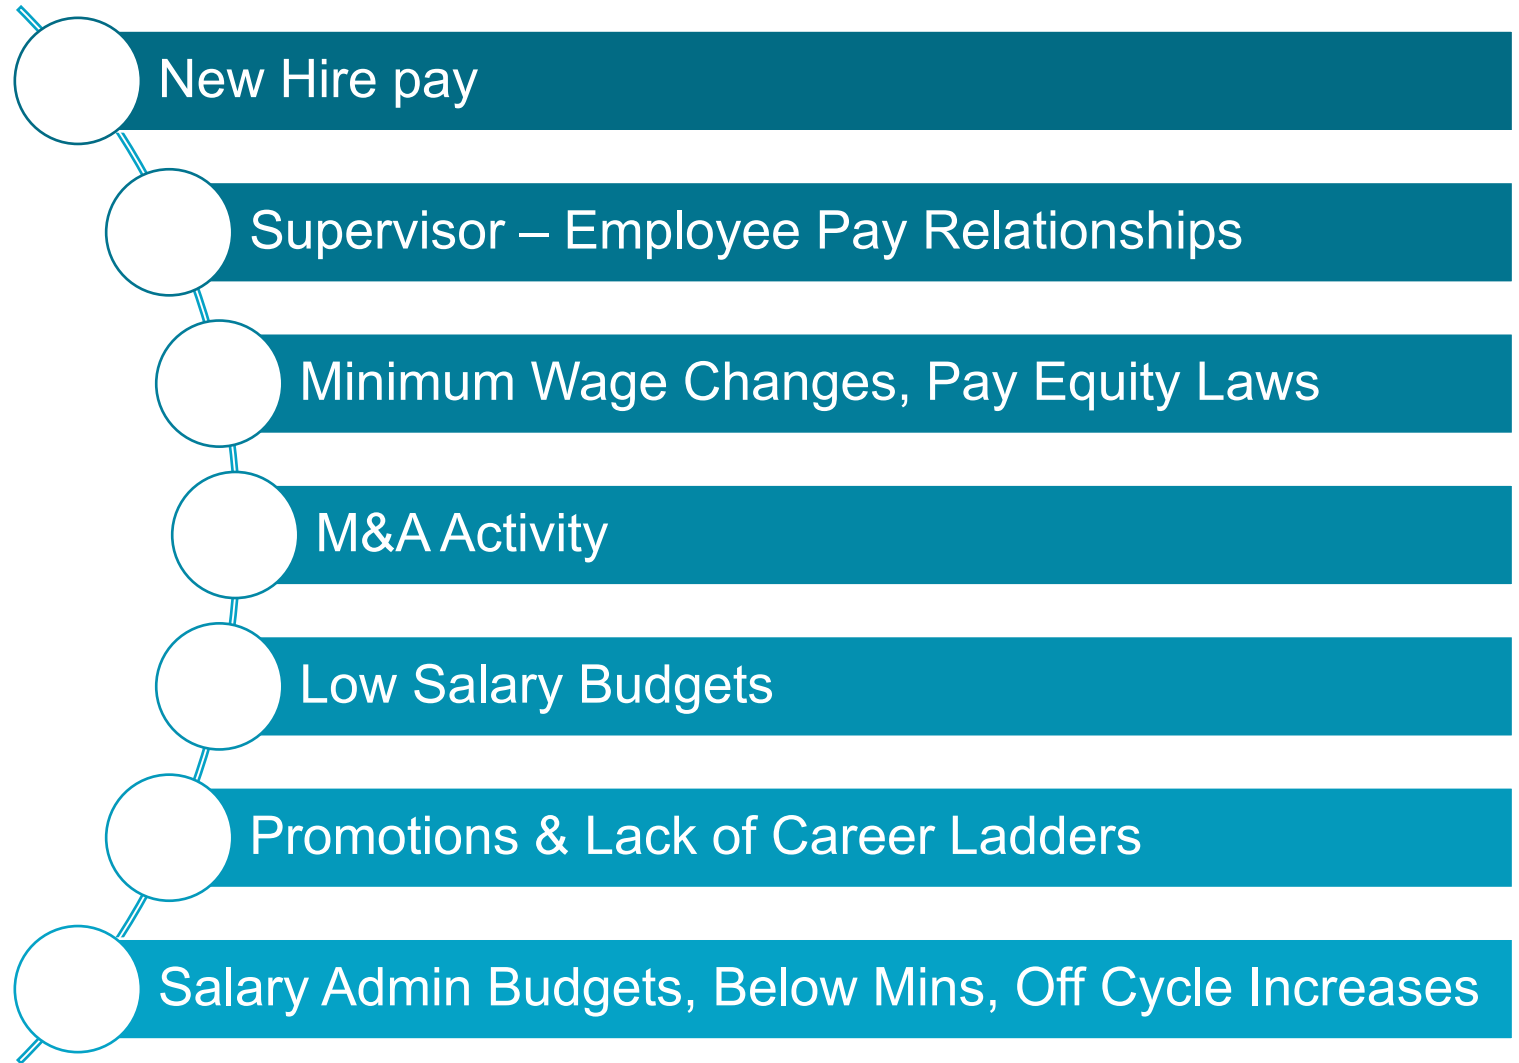 New Hire pay
Supervisor – Employee Pay Relationships
Minimum Wage Changes, Pay Equity Laws
M&A Activity
Low Salary Budgets
Promotions & Lack of Career Ladders
Salary Admin Budgets, Below Mins, Off Cycle Increases